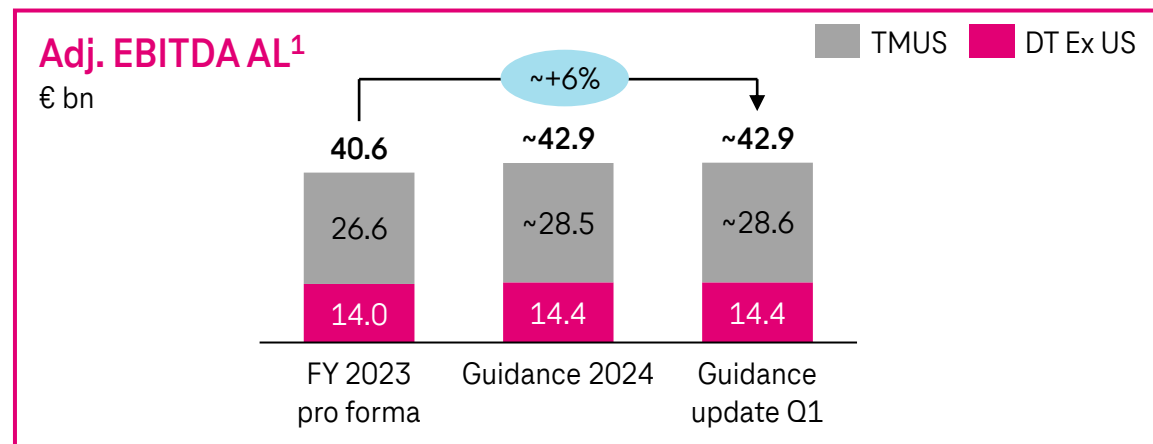 Adj. EBITDA AL1
€ bn
TMUS
DT Ex US
~+6%
40.6
~42.9
~42.9
26.6
~28.5
~28.6
14.0
14.4
14.4
FY 2023
pro forma
Guidance 2024
Guidance
update Q1